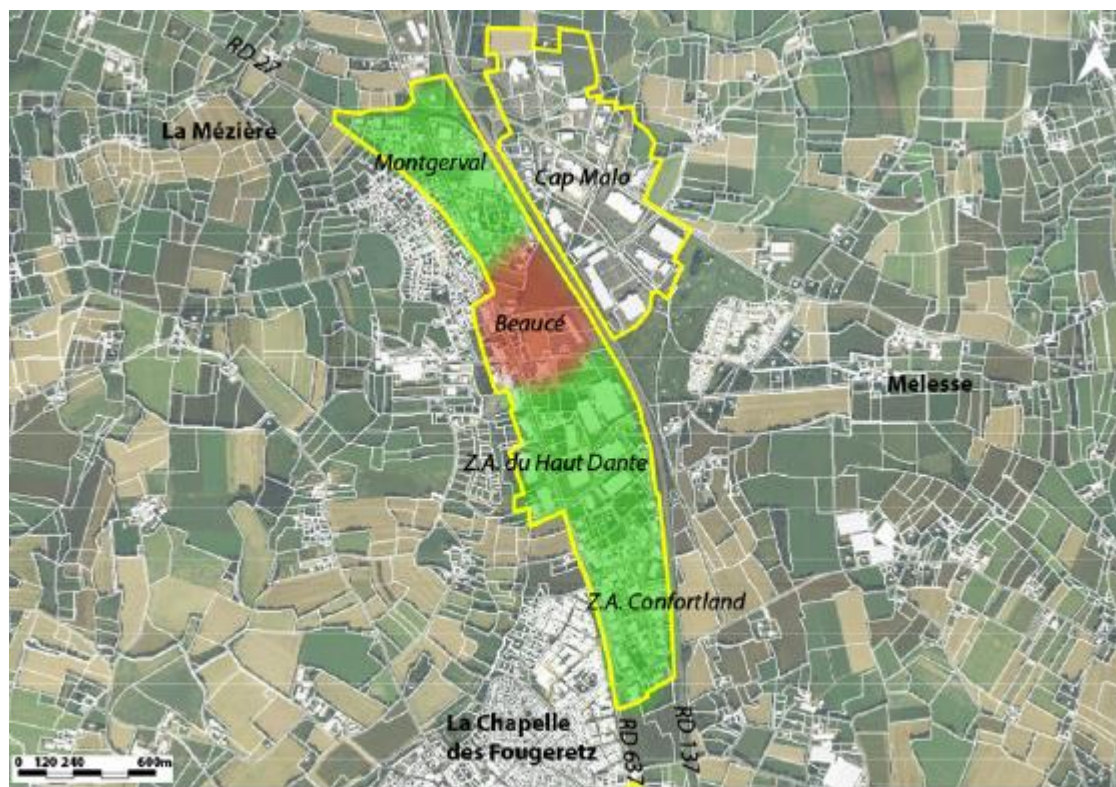 RD 27
La Mézière
Montgerval
Cap Malo
Beaucé
Melesse
Z.A. du Haut Dante
Z.A. Confortland
La Chapelle
des Fougeretz
RD 637
RD 137
0 120 240 600m